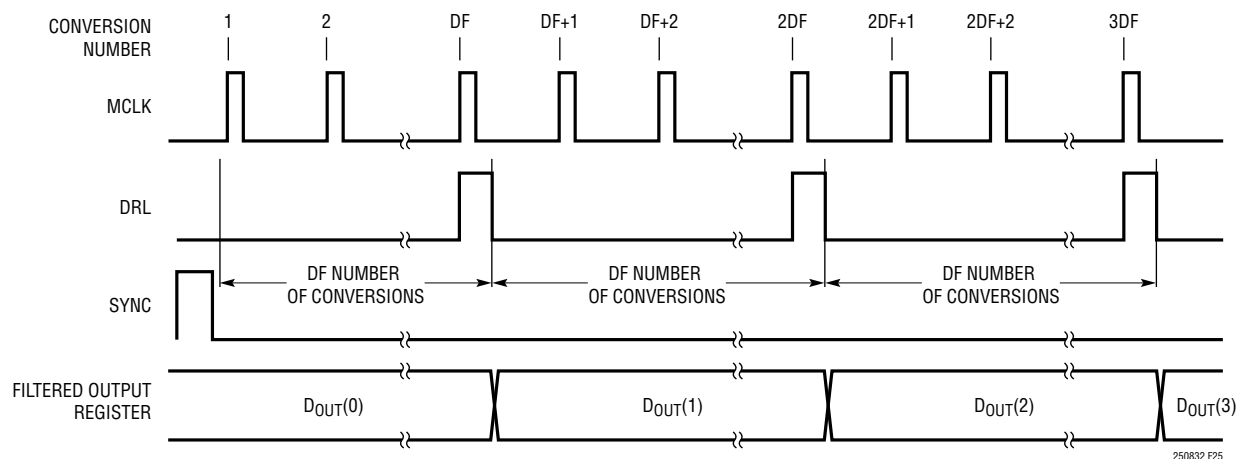 CONVERSION
NUMBER
1 2 DF DF+1 DF+2 2DF 2DF+1 2DF+2 3DF
MCLK
DRL
DF NUMBER
OF CONVERSIONS
DF NUMBER
OF CONVERSIONS
DF NUMBER
OF CONVERSIONS
SYNC
FILTERED OUTPUT
REGISTER
DOUT(0) DOUT(1) DOUT(2) DOUT(3)
250832 F25